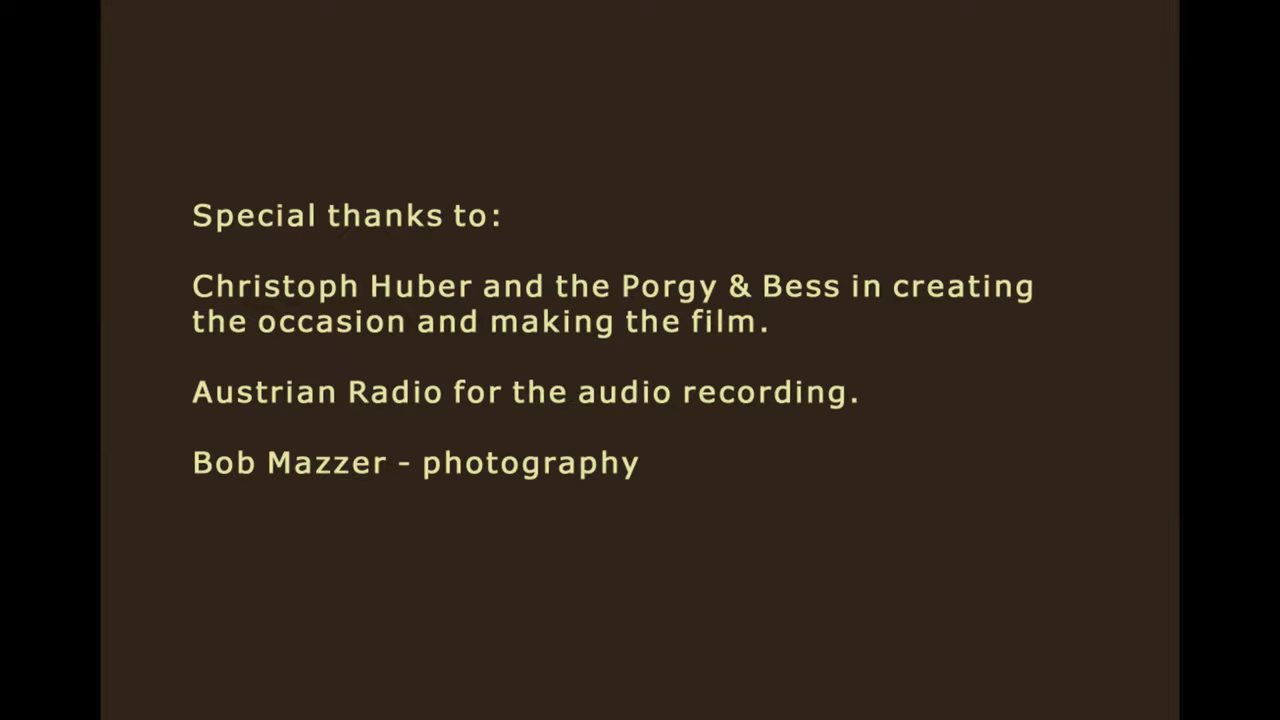 Special thanks to:
Christoph Huber and the Porgy & Bess in creating
the occasion and making the film.
Austrian Radio for the audio recording.
Bob Mazzer - photography